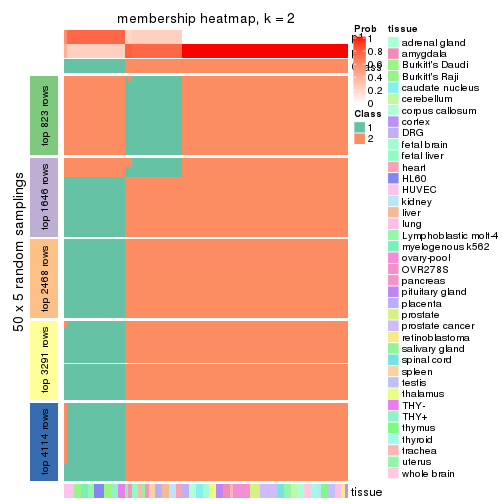 membership heatmap, k = 2
50 x 5 random samplings
top 823 rows
top 1646 rows
top 2468 rows
top 3291 rows
top 4114 rows
Prob
1
0.8
0.6
0.4
0.2
0
Class
1
2
tissue
tissue
adrenal gland
amygdala
Burkitt's Daudi
Burkitt's Raji
caudate nucleus
cerebellum
corpus callosum
cortex
DRG
fetal brain
fetal liver
heart
HL60
HUVEC
kidney
liver
lung
Lymphoblastic molt-4
myelogenous k562
ovary-pool
OVR278S
pancreas
pituitary gland
placenta
prostate
prostate cancer
retinoblastoma
salivary gland
spinal cord
spleen
testis
thalamus
THY-
THY+
thymus
thyroid
trachea
uterus
whole brain